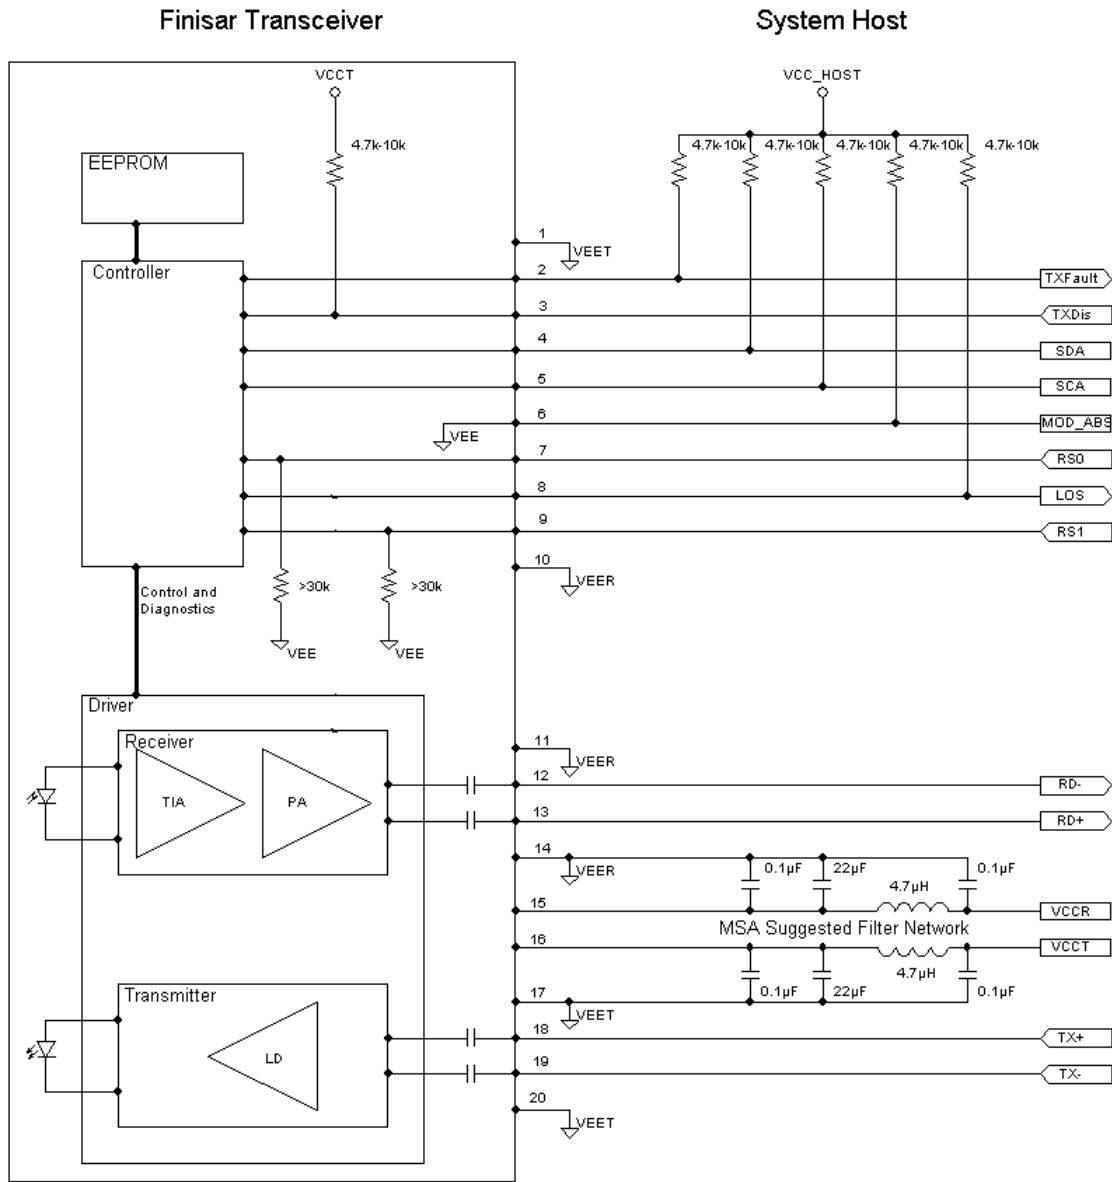 Finisar Transceiver
System Host
VCCT
VCC_HOST
4.7k-10k
4.7k-10k
4.7k-10k
4.7k-10k
4.7k-10k
4.7k-10k
EEPROM
Controller
1
VEET
2
TXFault
3
TXDis
4
SDA
5
SCA
6
VEE
MOD_ABS
7
RS0
8
LOS
9
RS1
10
VEER
>30k
>30k
Control and
Diagnostics
VEE
VEE
Driver
Receiver
TIA
PA
11
VEER
12
RD-
13
RD+
14
VEER
0.1µF
22µF
4.7µH
0.1µF
15
VCCR
MSA Suggested Filter Network
16
VCCT
4.7µH
0.1µF
22µF
0.1µF
17
VEET
Transmitter
LD
18
TX+
19
TX-
20
VEET